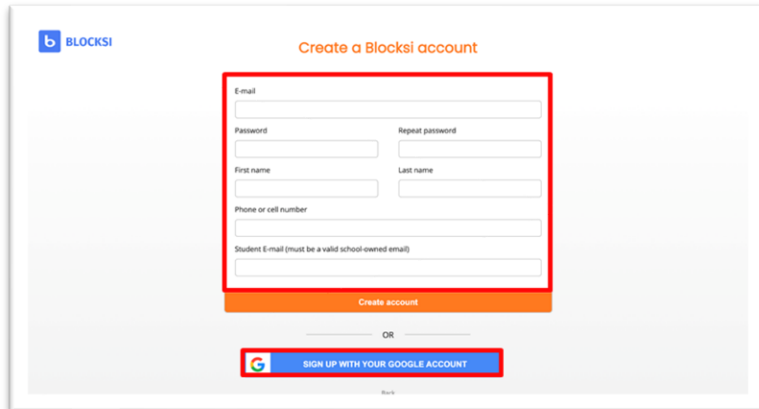 BLOCKSI
Create a Blocksi account
E-mail
Password Repeat password
First name Last name
Phone or cell number
Student E-mail (must be a valid school-owned email)
Create account
OR
SIGN UP WITH YOUR GOOGLE ACCOUNT
Back